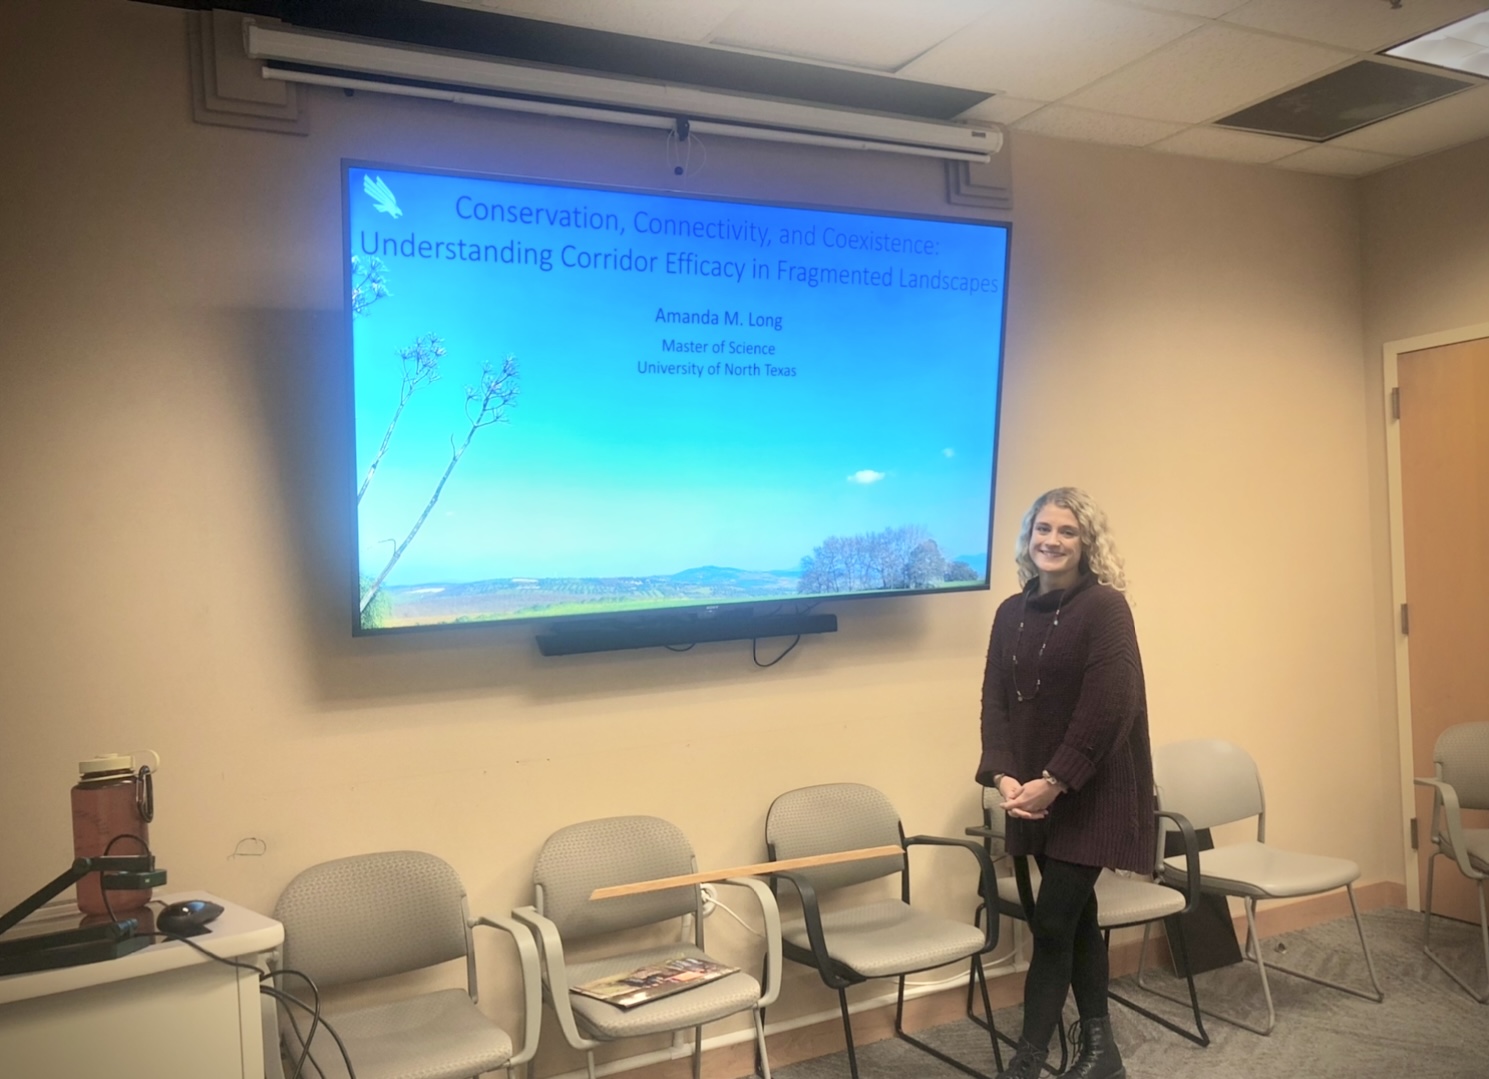 Conservation, Connectivity, and Coexistence:
Understanding Corridor Efficacy in Fragmented Landscapes
Amanda M. Long
Master of Science
University of North Texas